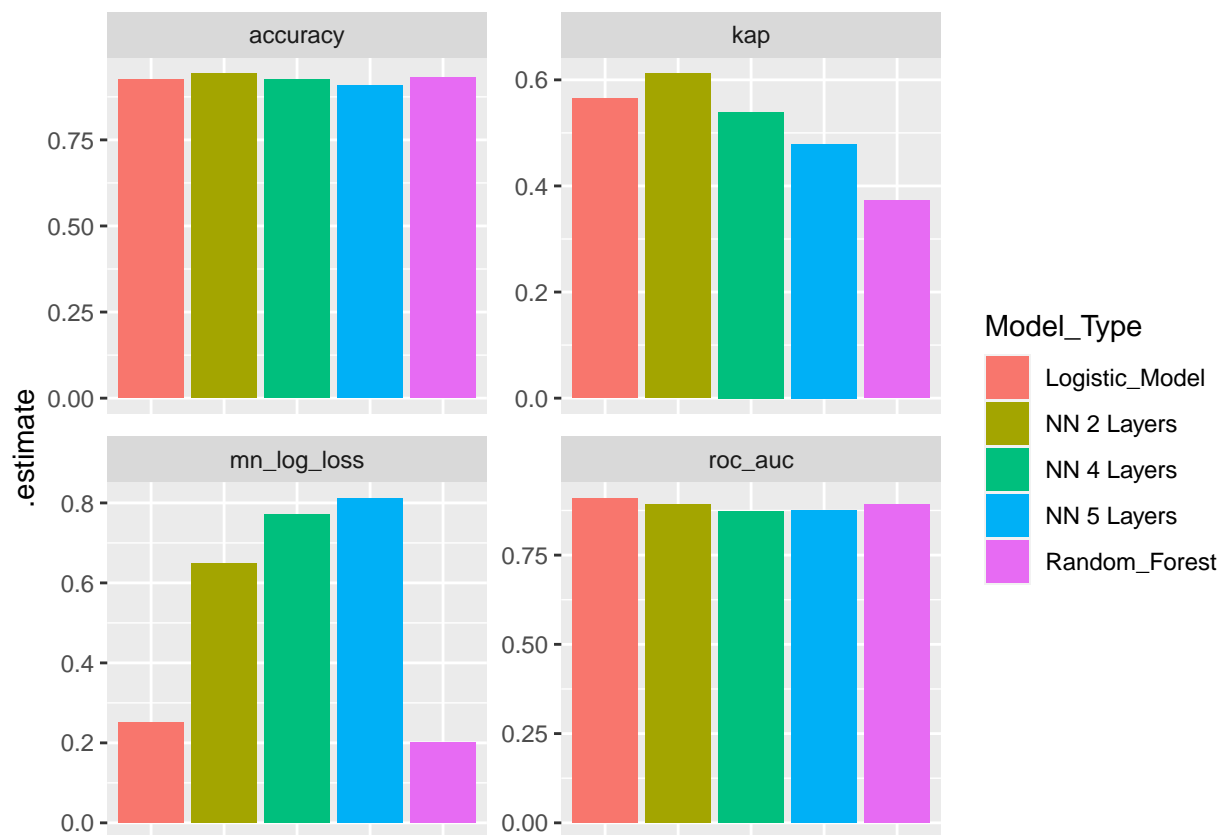 accuracy
kap
0.75
0.50
0.25
0.00
0.6
0.4
0.2
0.0
.estimate
mn_log_loss
roc_auc
0.8
0.6
0.4
0.2
0.0
0.75
0.50
0.25
0.00
Model_Type
Logistic_Model
NN 2 Layers
NN 4 Layers
NN 5 Layers
Random_Forest